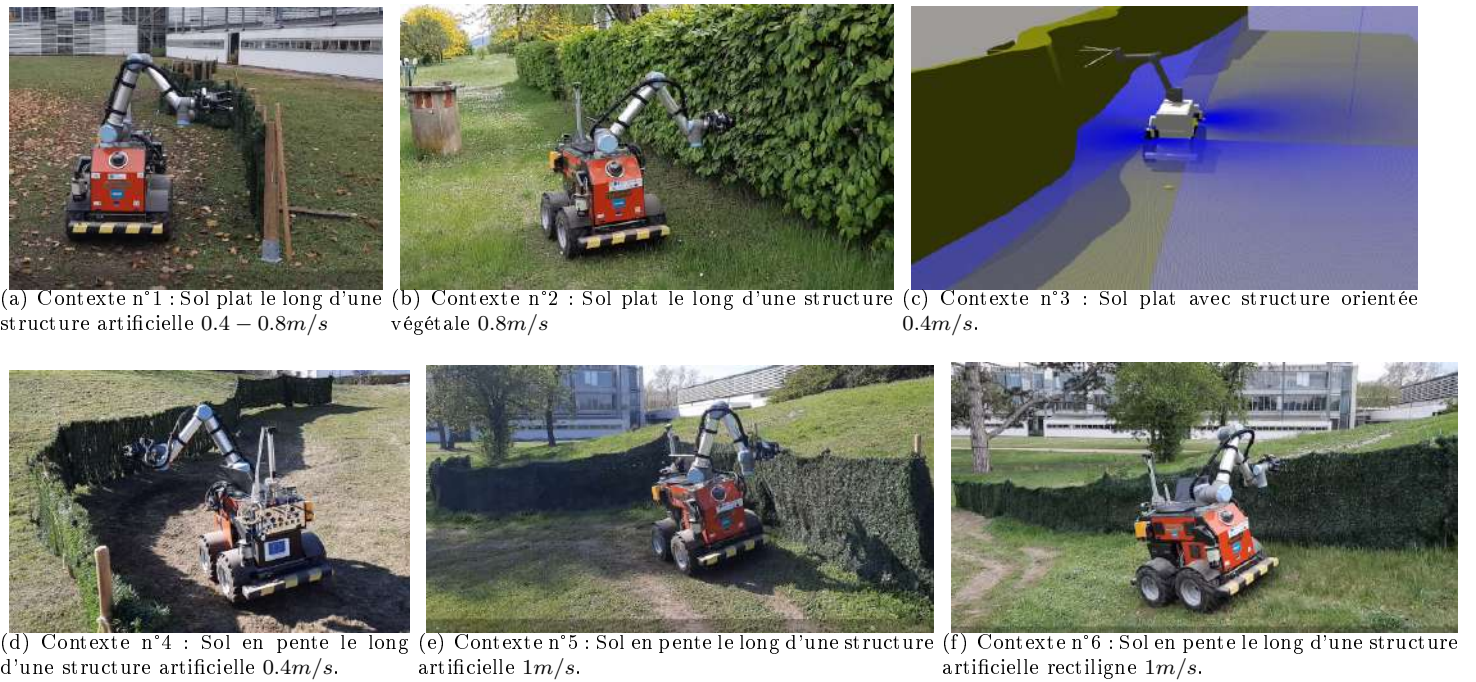 (a) Contexte n°1 : Sol plat le long d'une
structure artificielle 0.4 − 0.8m/s
(b) Contexte n°2 : Sol plat le long d'une structure
végétale 0.8m/s
(c) Contexte n°3 : Sol plat avec structure orientée
0.4m/s.
(d) Contexte n°4 : Sol en pente le long
d'une structure artificielle 0.4m/s.
(e) Contexte n°5 : Sol en pente le long d'une structure
artificielle 1m/s.
(f) Contexte n°6 : Sol en pente le long d'une structure
artificielle rectiligne 1m/s.